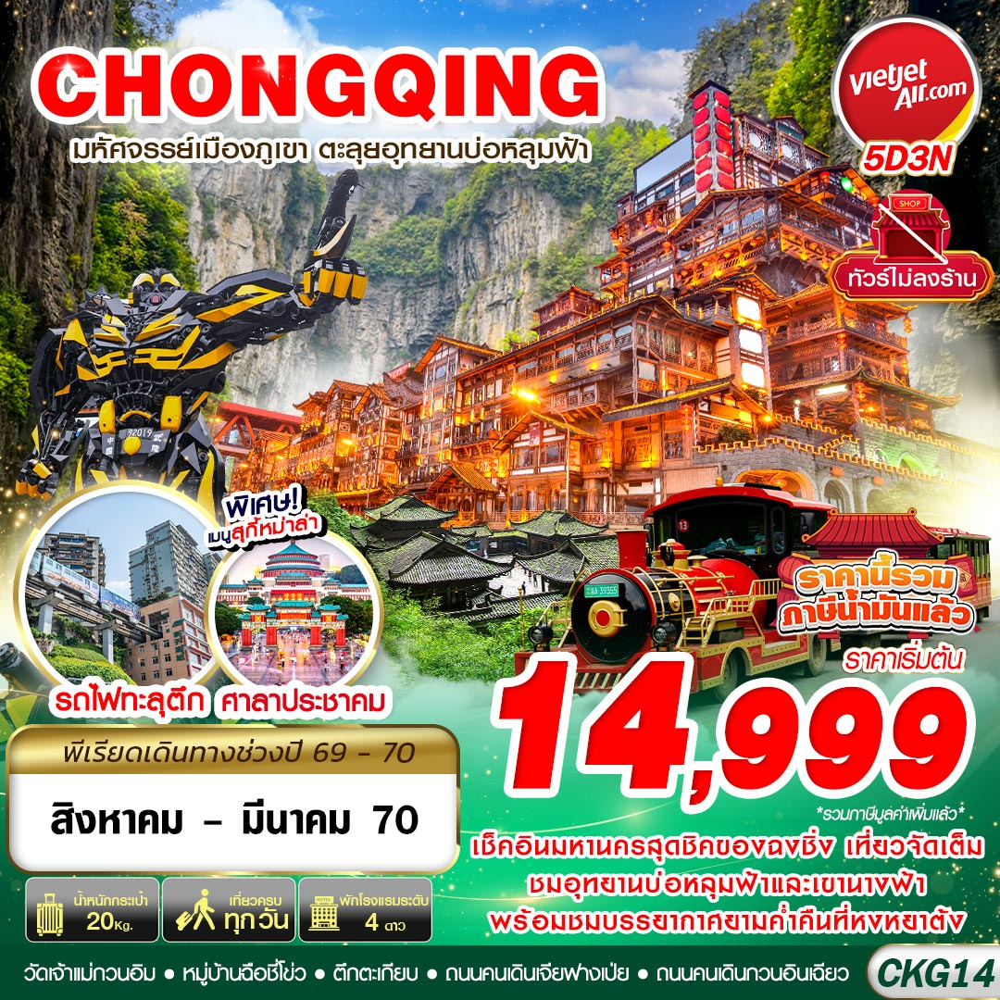 CHONGQING
มหัศจรรย์เมืองภูเขา ตะลุยอุทยานบ่อหลุมฟ้า
vietjet
Air.com
5D3N
SHOP
ทัวร์ไม่ลงร้าน
92019
พิเศษ!
เมนูสุกี้หม่าล่า
13
39355
รถไฟทะลุตึก
ศาลาประชาคม
ราคานี้รวม
ภาษีน้ำมันแล้ว
ราคาเริ่มต้น
14,999
*รวมภาษีมูลค่าเพิ่มแล้ว*
พีเรียดเดินทางช่วงปี 69 - 70
สิงหาคม - มีนาคม 70
เช็คอินมหานครสุดชิคของฉงชิ่ง เที่ยวจัดเต็ม
ชมอุทยานบ่อหลุมฟ้าและเขานางฟ้า
พร้อมชมบรรยากาศยามค่ำคืนที่หงหยาต้ง
น้ำหนักกระเป๋า
20Kg.
เที่ยวครบ
ทุกวัน
HOTEL
พักโรงแรมระดับ
4 ดาว
วัดเจ้าแม่กวนอิม ● หมู่บ้านฉือชี่โข่ว ● ตึกตะเกียบ ● ถนนคนเดินเจียฟางเป่ย ● ถนนคนเดินกวนอินเฉียว
CKG14